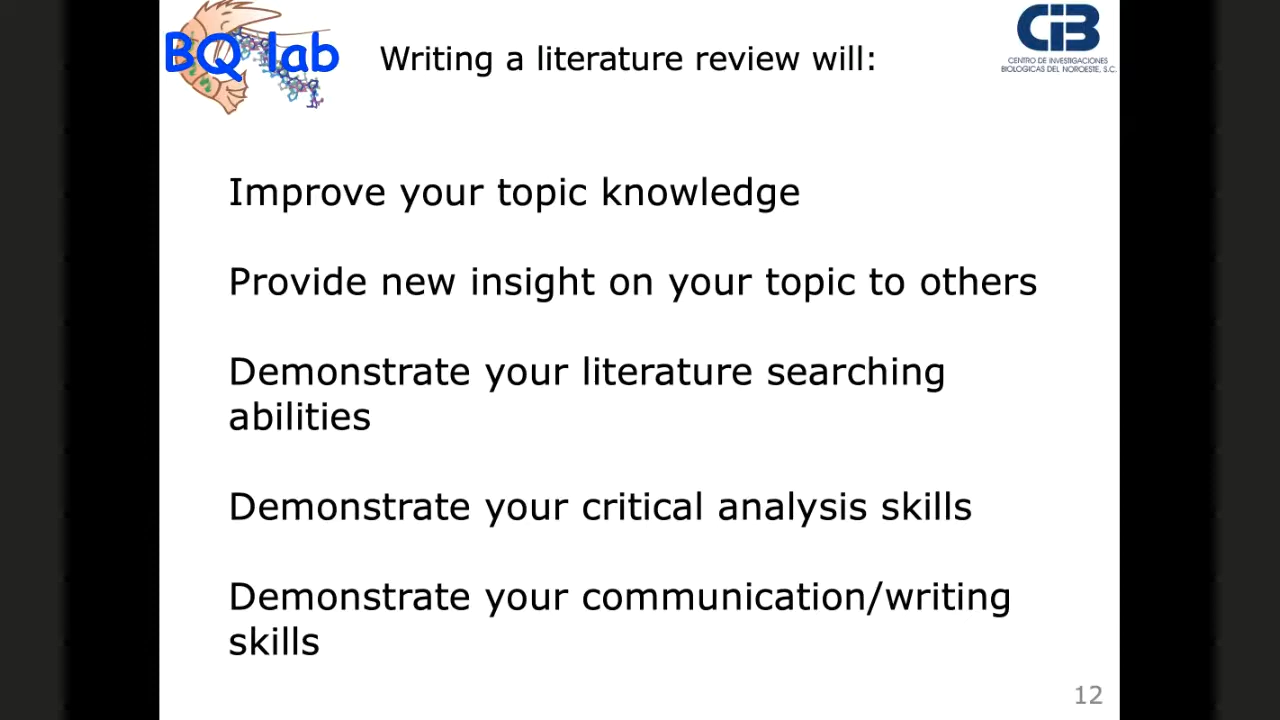 BQ lab
Writing a literature review will:
CiB
CENTRO DE INVESTIGACIONES
BIOLÓGICAS DEL NOROESTE, S.C.
Improve your topic knowledge
Provide new insight on your topic to others
Demonstrate your literature searching
abilities
Demonstrate your critical analysis skills
Demonstrate your communication/writing
skills
12